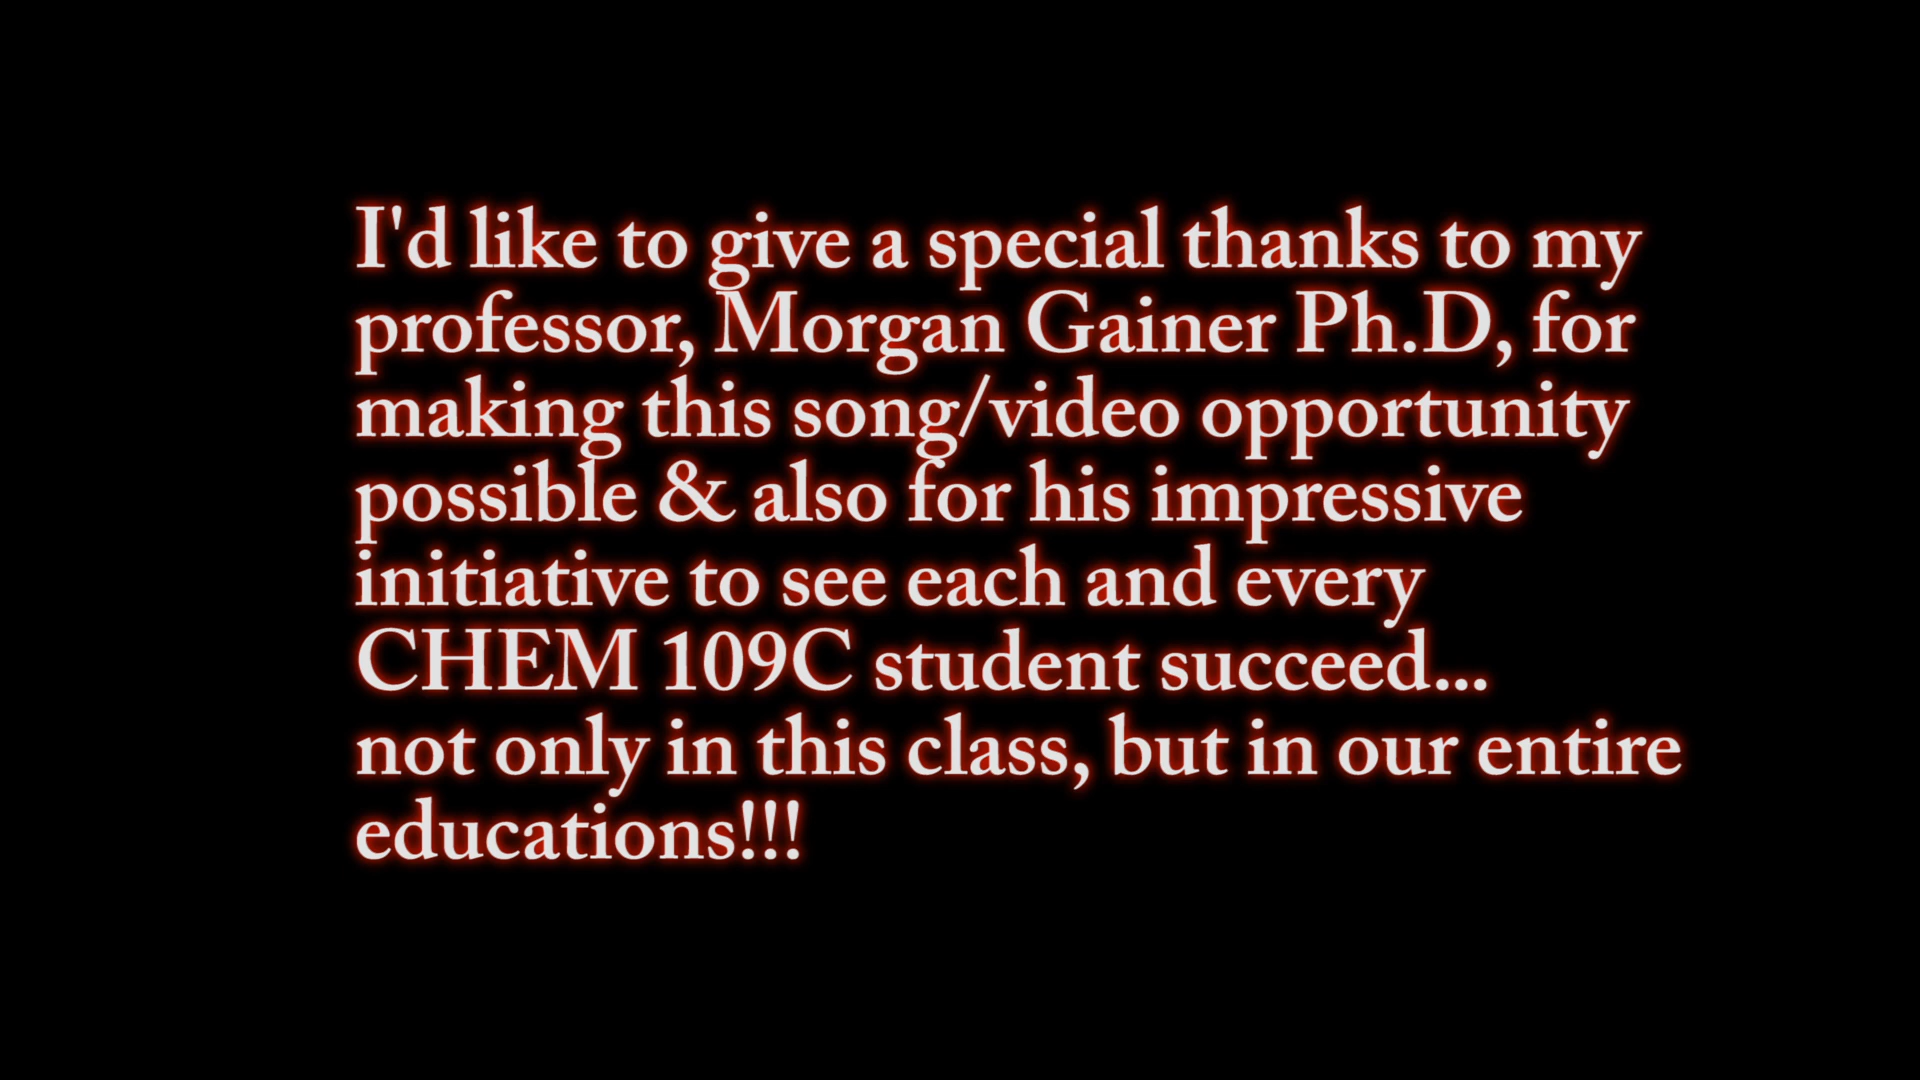 I'd like to give a special thanks to my
professor, Morgan Gainer Ph.D, for
making this song/video opportunity
possible & also for his impressive
initiative to see each and every
CHEM 109C student succeed...
not only in this class, but in our entire
educations!!!